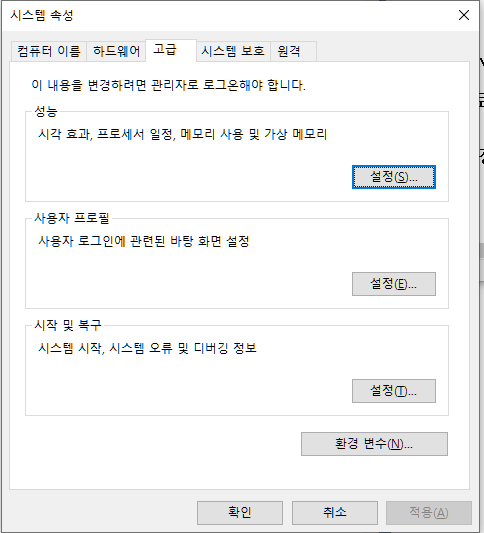 시스템 속성
컴퓨터 이름 하드웨어 고급 시스템 보호 원격
이 내용을 변경하려면 관리자로 로그온해야 합니다.
성능
시각 효과, 프로세서 일정, 메모리 사용 및 가상 메모리
설정(S)...
사용자 프로필
사용자 로그인에 관련된 바탕 화면 설정
설정(E)...
시작 및 복구
시스템 시작, 시스템 오류 및 디버깅 정보
설정(T)...
환경 변수(N)...
확인 취소 적용(A)